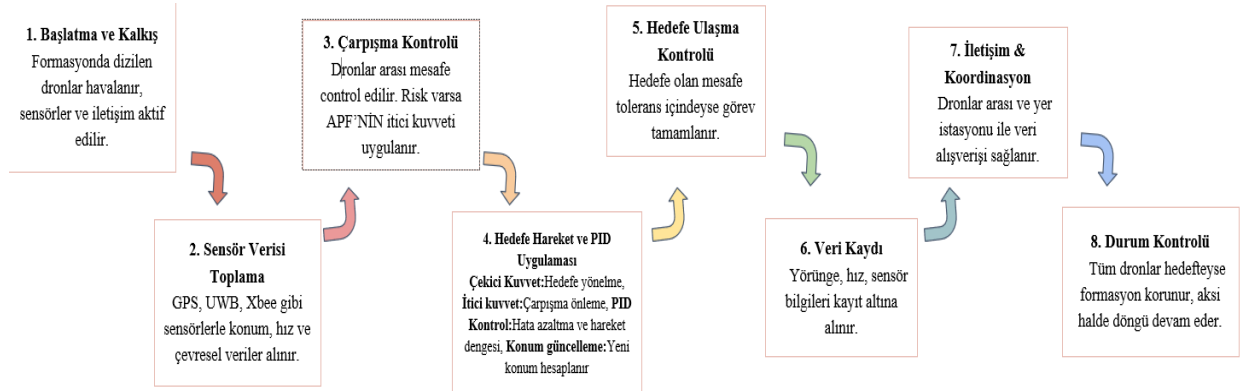 1. Başlatma ve Kalkış
Formasyonda dizilen
dronlar havalanır,
sensörler ve iletişim aktif
edilir.
2. Sensör Verisi
Toplama
GPS, UWB, Xbee gibi
sensörlerle konum, hız ve
çevresel veriler alınır.
3. Çarpışma Kontrolü
Dronlar arası mesafe
control edilir. Risk varsa
APF’NİN itici kuvveti
uygulanır.
4. Hedefe Hareket ve PID
Uygulaması
Çekici Kuvvet:Hedefe yönelme,
İtici kuvvet:Çarpışma önleme, PID
Kontrol:Hata azaltma ve hareket
dengesi, Konum güncelleme:Yeni
konum hesaplanır
5. Hedefe Ulaşma
Kontrolü
Hedefe olan mesafe
tolerans içindeyse görev
tamamlanır.
6. Veri Kaydı
Yörünge, hız, sensör
bilgileri kayıt altına
alınır.
7. İletişim &
Koordinasyon
Dronlar arası ve yer
istasyonu ile veri
alışverişi sağlanır.
8. Durum Kontrolü
Tüm dronlar hedefteyse
formasyon korunur, aksi
halde döngü devam eder.